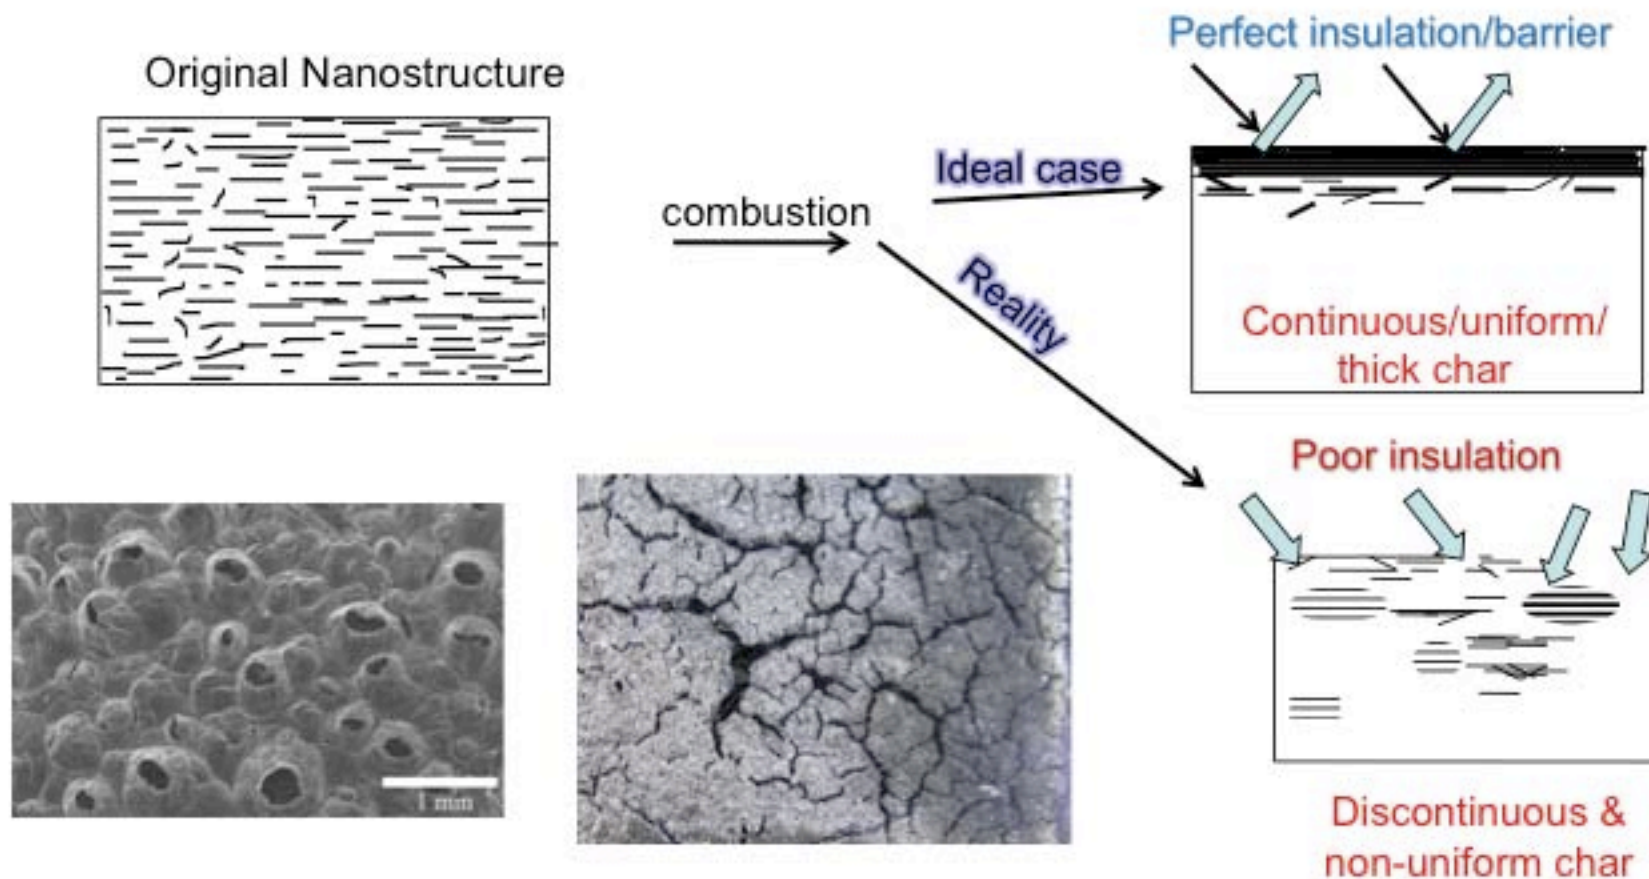 Perfect insulation/barrier
Original Nanostructure
Ideal case
combustion
Reality
Continuous/uniform/
thick char
Poor insulation
1 mm
Discontinuous &
non-uniform char